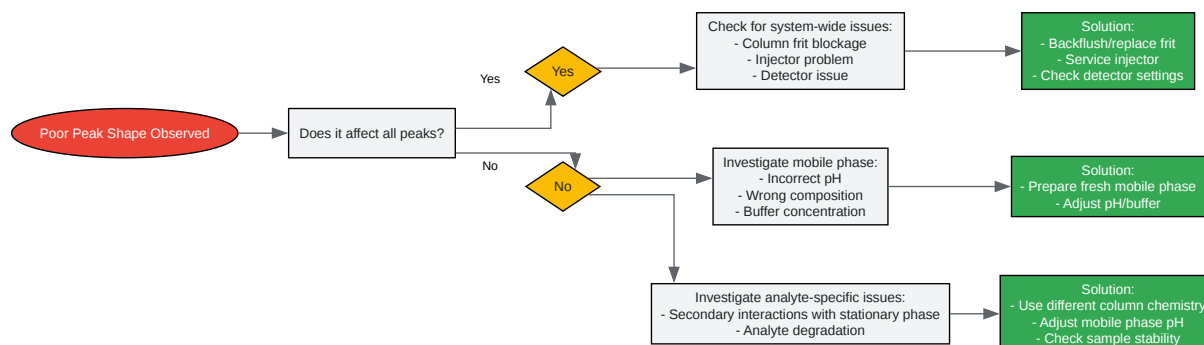 Poor Peak Shape Observed
Does it affect all peaks?
Yes
Yes
Check for system-wide issues:
- Column frit blockage
- Injector problem
- Detector issue
Solution:
- Backflush/replace frit
- Service injector
- Check detector settings
No
No
Investigate mobile phase:
- Incorrect pH
- Wrong composition
- Buffer concentration
Solution:
- Prepare fresh mobile phase
- Adjust pH/buffer
Investigate analyte-specific issues:
- Secondary interactions with stationary phase
- Analyte degradation
Solution:
- Use different column chemistry
- Adjust mobile phase pH
- Check sample stability